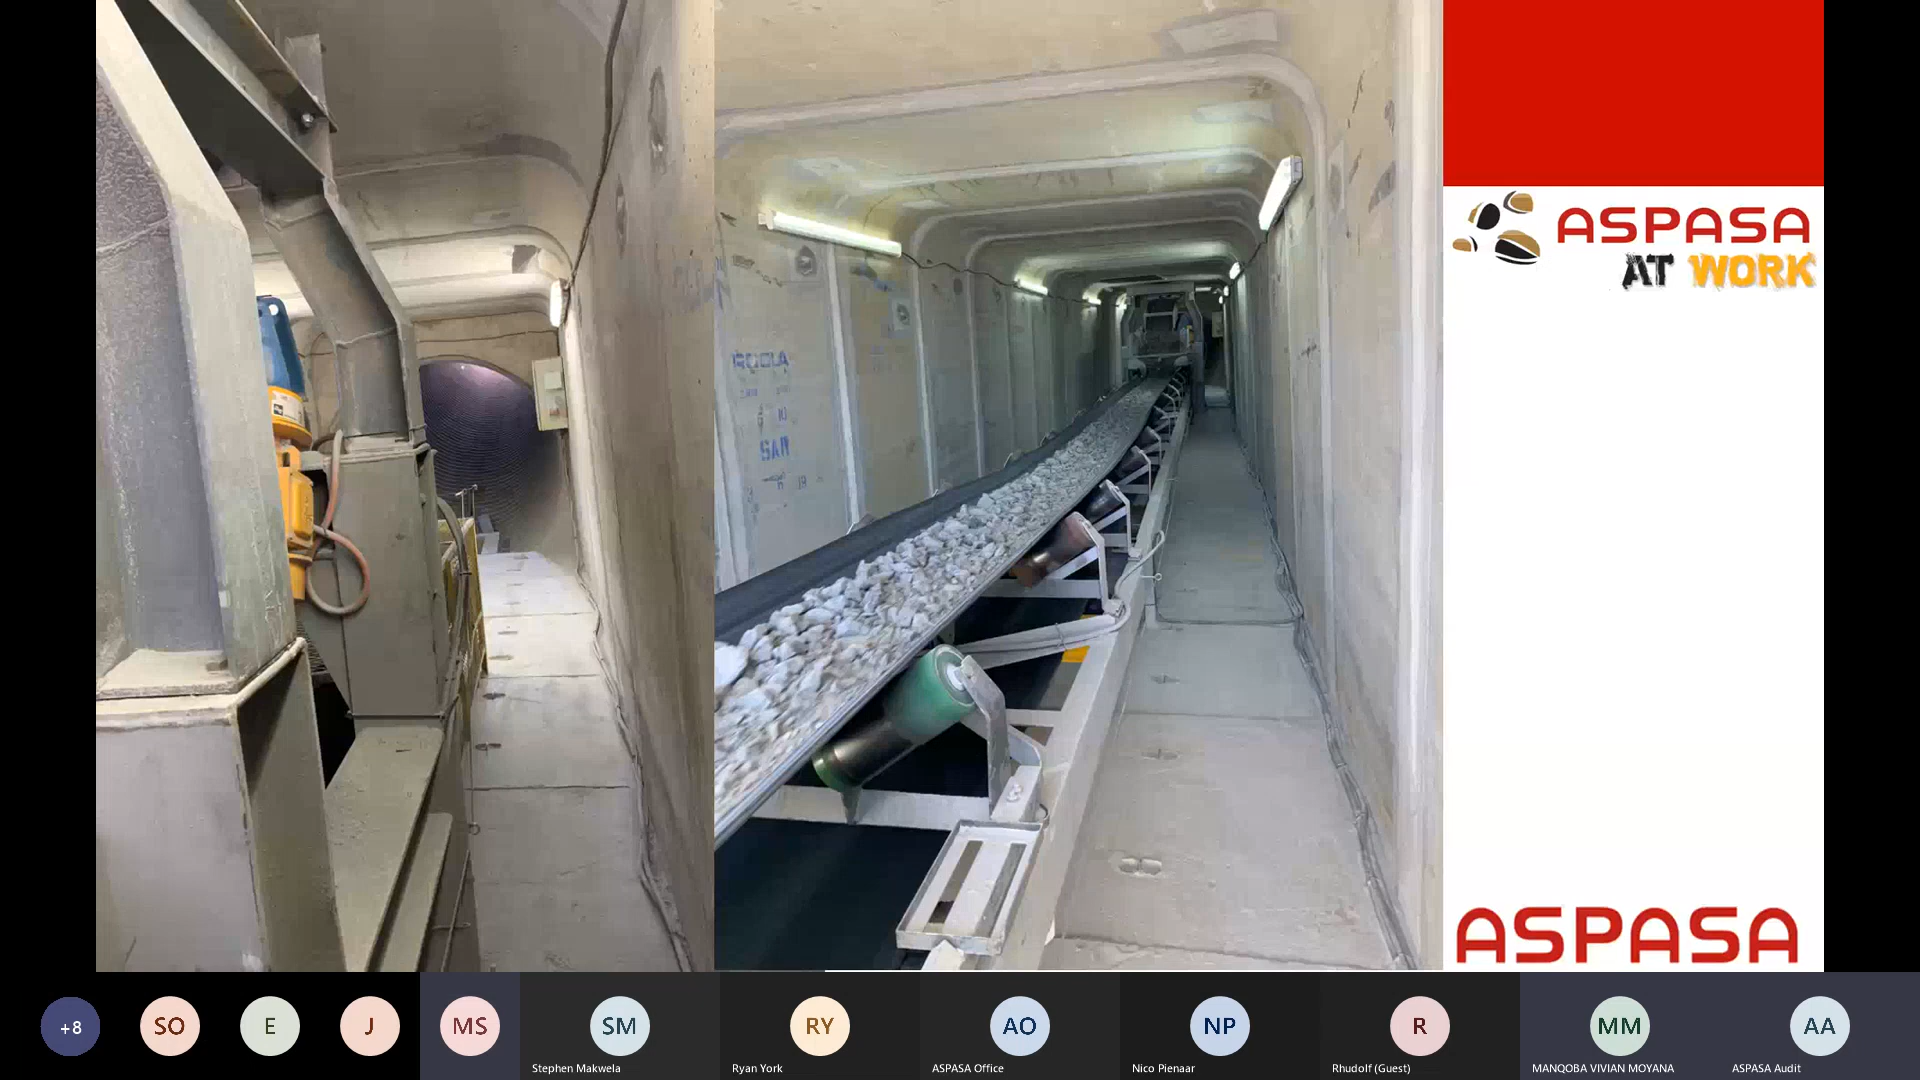 ASPASA
AT WORK
ROCLA
SAN
ASPASA
+8
SO
E
J
MS
SM
RY
AO
NP
R
MM
AA
Stephen Makwela
Ryan York
ASPASA Office
Nico Pienaar
Rhudolf (Guest)
MANQOBA VIVIAN MOYANA
ASPASA Audit